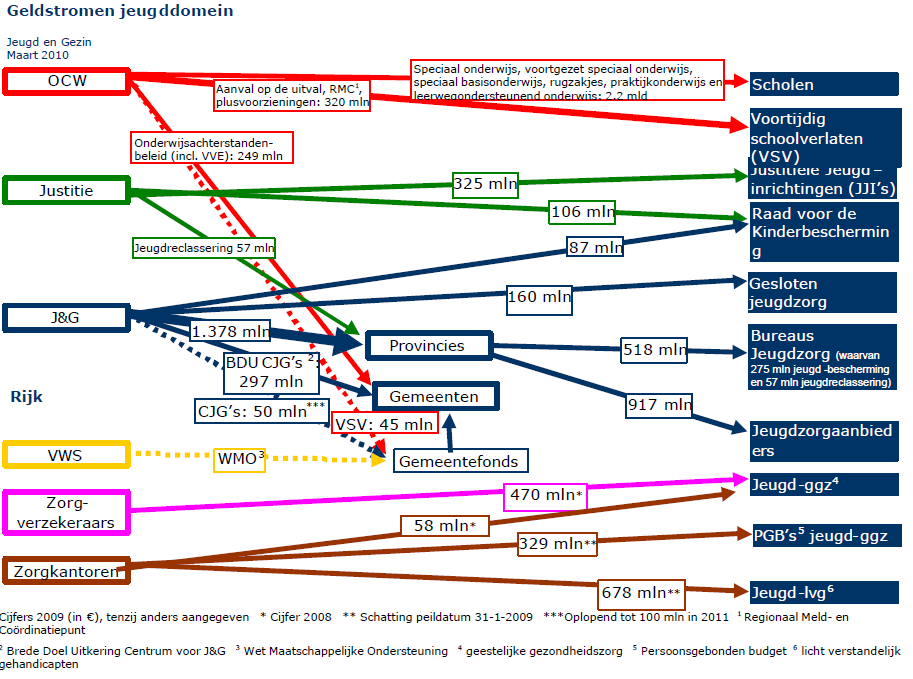 Geldstromen jeugddomein
Jeugd en Gezin
Maart 2010
OCW
Speciaal onderwijs, voortgezet speciaal onderwijs,
speciaal basisonderwijs, rugzakjes, praktijkonderwijs en
leerwegondersteunend onderwijs: 2.2 mld
Scholen
Aanval op de uitval, RMC¹,
plusvoorzieningen: 320 mln
Voortijdig
schoolverlaten
(VSV)
Onderwijsachterstanden-
beleid (incl. VVE): 249 mln
Justitie
325 mln
Justitiele Jeugd –
inrichtingen (JJI's)
106 mln
Raad voor de
Kinderbeschermin
g
Jeugdreclassering 57 mln
87 mln
J&G
160 mln
Gesloten
jeugdzorg
1.378 mln
Provincies
518 mln
Bureaus
Jeugdzorg (waarvan
275 mln jeugd -bescherming
en 57 mln jeugdreclassering)
BDU CJG's ²:
297 mln
Rijk
Gemeenten
917 mln
CJG's: 50 mln***
VSV: 45 mln
Jeugdzorgaanbied
ers
VWS
WMO³
Gemeentefonds
Zorg-
verzekeraars
470 mln*
Jeugd -ggz⁴
58 mln*
329 mln**
PGB's⁵ jeugd-ggz
Zorgkantoren
678 mln**
Jeugd -lvg⁶
Cijfers 2009 (in €), tenzij anders aangegeven * Cijfer 2008 ** Schatting peildatum 31-1-2009 ***Oplopend tot 100 mln in 2011 ¹ Regionaal Meld- en
Coördinatiepunt
² Brede Doel Uitkering Centrum voor J&G ³ Wet Maatschappelijke Ondersteuning ⁴ geestelijke gezondheidszorg ⁵ Persoonsgebonden budget ⁶ licht verstandelijk
gehandicapten